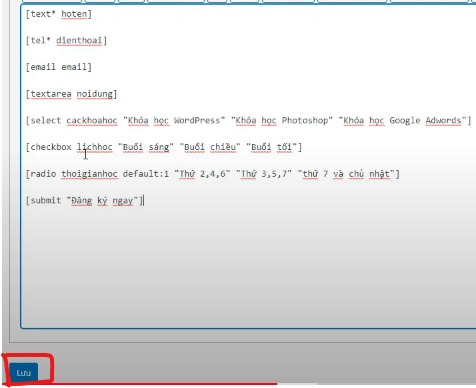 [text* hoten]
[tel* dienthoai]
[email email]
[textarea noidung]
[select cackhoahoc "Khóa học WordPress" "Khóa học Photoshop" "Khóa học Google Adwords"]
[checkbox lichhoc "Buổi sáng" "Buổi chiều" "Buổi tối"]
[radio thoigianhoc default:1 "Thứ 2,4,6" "Thứ 3,5,7" "thứ 7 và chủ nhật"]
[submit "Đăng ký ngay"]
Lưu